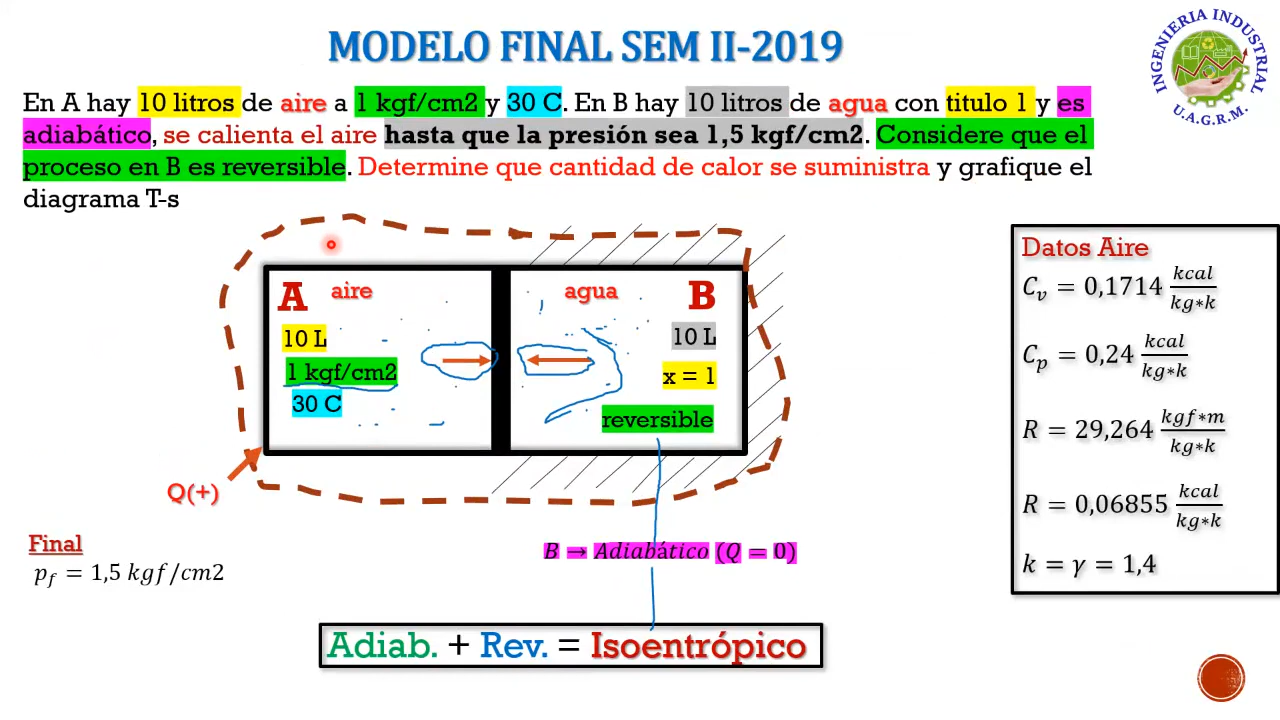 MODELO FINAL SEM II-2019
INGENIERIA INDUSTRIAL
U.A.G.R.M.
En A hay 10 litros de aire a 1 kgf/cm2 y 30 C. En B hay 10 litros de agua con titulo 1 y es
adiabático, se calienta el aire hasta que la presión sea 1,5 kgf/cm2. Considere que el
proceso en B es reversible. Determine que cantidad de calor se suministra y grafique el
diagrama T-s
A aire
10 L
1 kgf/cm2
30 C
agua B
10 L
x = 1
reversible
Q(+)
Final
p_f = 1,5 kgf/cm2
B → Adiabático (Q = 0)
Adiab. + Rev. = Isoentrópico
Datos Aire
C_v = 0,1714 kcal/kg*k
C_p = 0,24 kcal/kg*k
R = 29,264 kgf*m/kg*k
R = 0,06855 kcal/kg*k
k = γ = 1,4